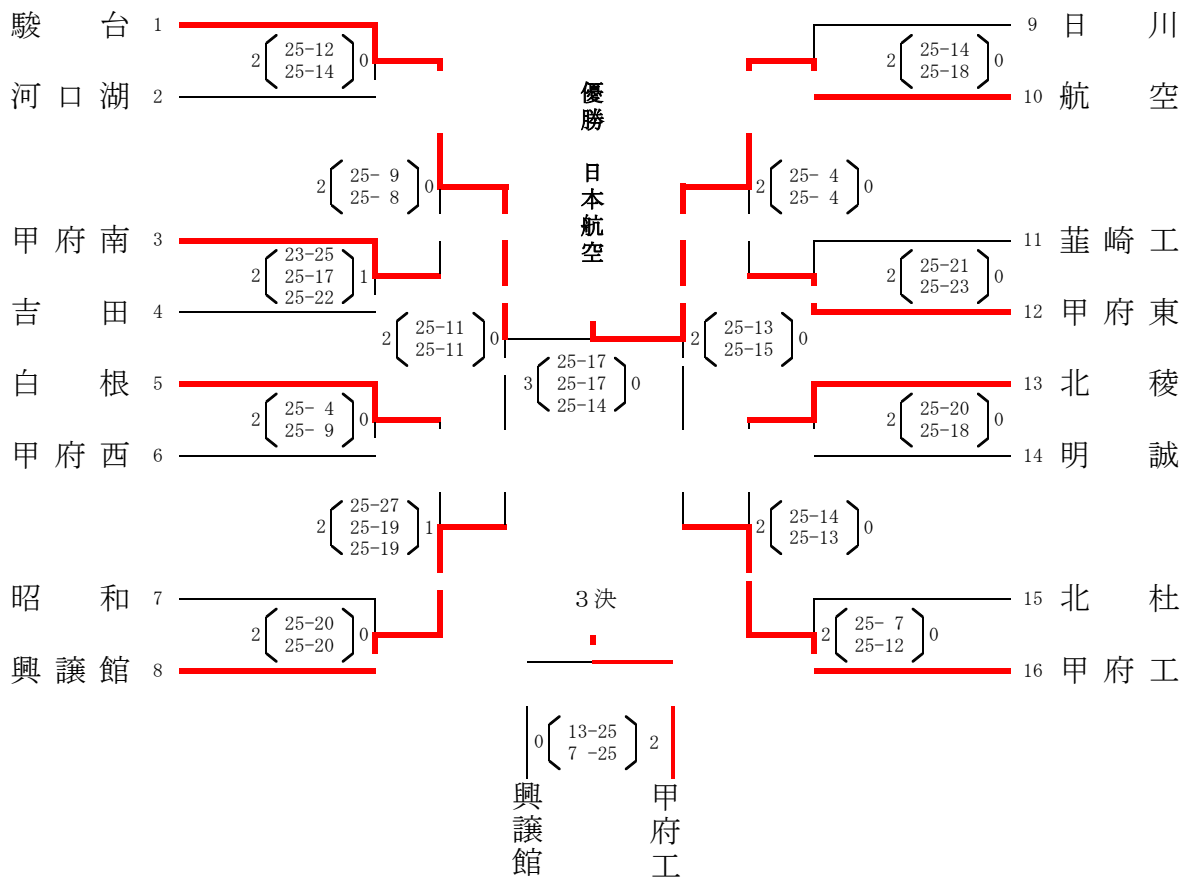 駿台 1
2 25-12 0
25-14
河口湖 2
2 25- 9 0
25- 8
甲府南 3
23-25
2 25-17 1
25-22
吉田 4
2 25-11 0
25-11
白根 5
2 25- 4 0
25- 9
甲府西 6
25-27
2 25-19 1
25-19
昭和 7
2 25-20 0
25-20
興譲館 8
優勝 日本航空
25-17
3 25-17 0
25-14
3決
13-25
0 7 -25 2
興譲館
甲府工
9 日川
2 25-14 0
25-18
10 航空
2 25- 4 0
25- 4
11 韮崎工
2 25-21 0
25-23
12 甲府東
2 25-13 0
25-15
13 北稜
2 25-20 0
25-18
14 明誠
2 25-14 0
25-13
15 北杜
2 25- 7 0
25-12
16 甲府工